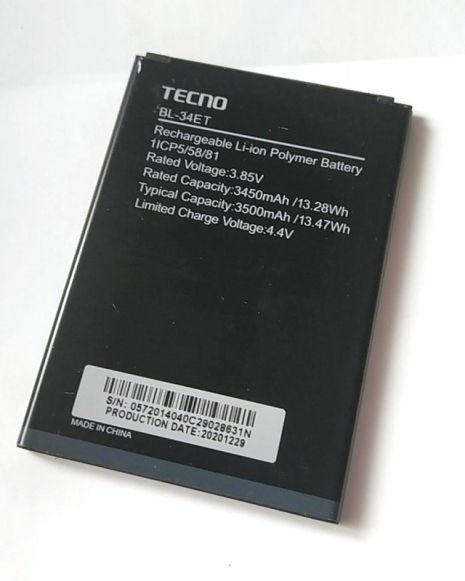 TECNO
BL-34ET
Rechargeable Li-ion Polymer Battery
1ICP5/58/81
Rated Voltage:3.85V
Rated Capacity:3450mAh /13.28Wh
Typical Capacity:3500mAh /13.47Wh
Limited Charge Voltage:4.4V
S/N: 0572014040C29028631N
PRODUCTION DATE:20201229
MADE IN CHINA